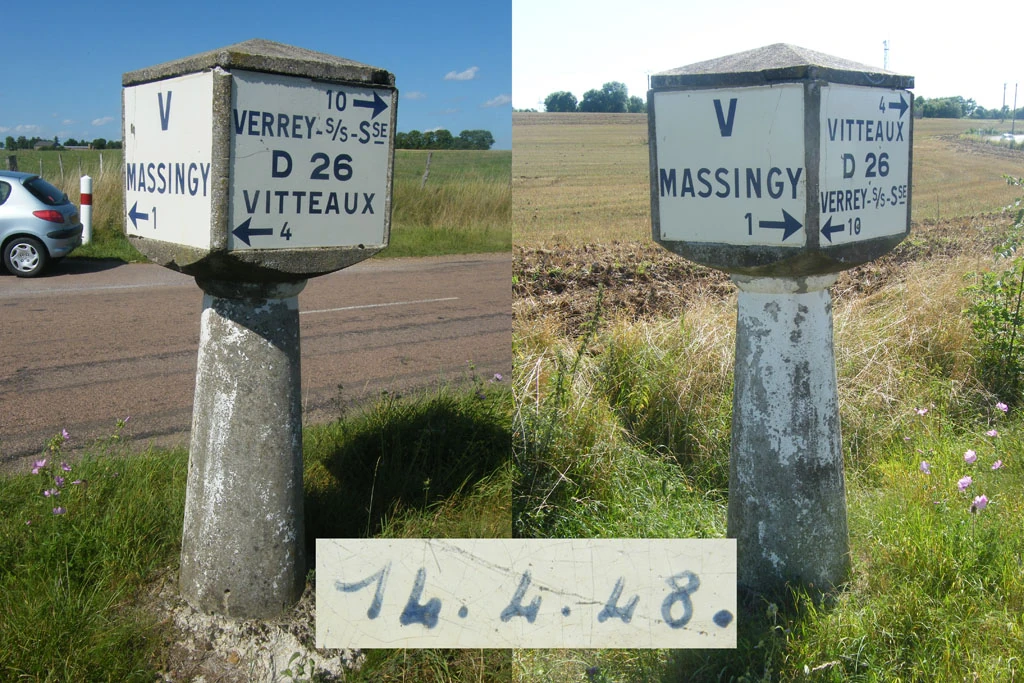 V
MASSINGY
← 1
10 →
VERREY-S/S-SSE
D 26
VITTEAUX
← 4
V
MASSINGY
1 →
4 →
VITTEAUX
D 26
VERREY-S/S-SSE
← 10
14.4.48.